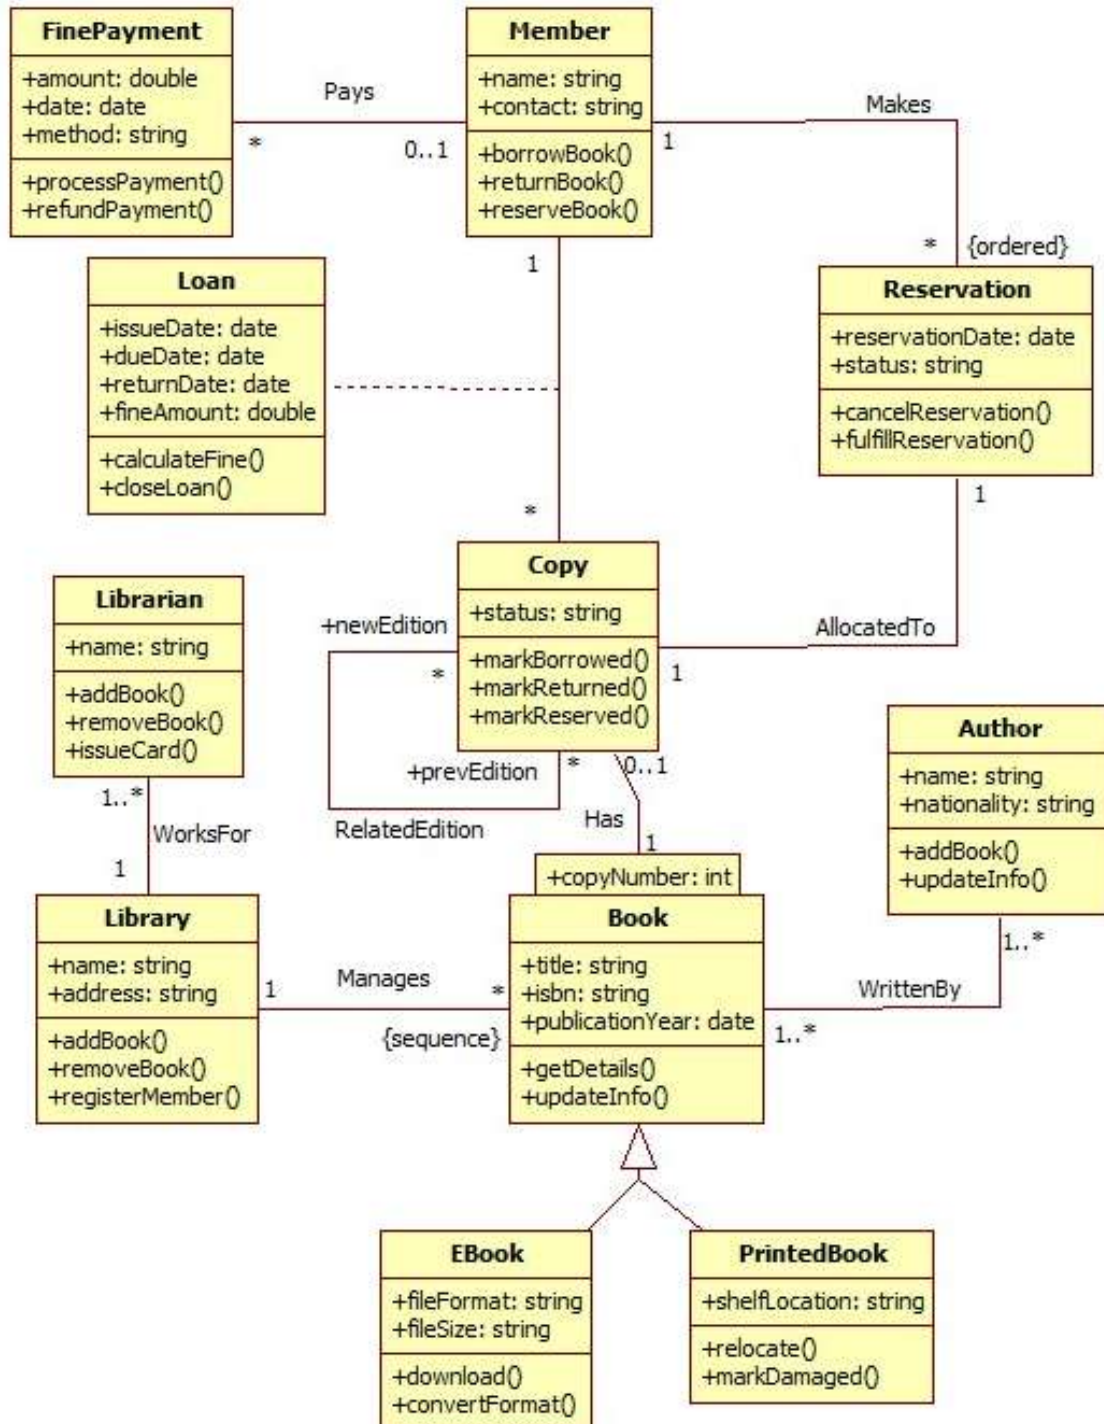 FinePayment
+amount: double
+date: date
+method: string
+processPayment()
+refundPayment()
Pays
*
0..1
Member
+name: string
+contact: string
+borrowBook()
+returnBook()
+reserveBook()
1
Makes
*
{ordered}
1
Loan
+issueDate: date
+dueDate: date
+returnDate: date
+fineAmount: double
+calculateFine()
+closeLoan()
*
Reservation
+reservationDate: date
+status: string
+cancelReservation()
+fulfillReservation()
1
AllocatedTo
1
Copy
+status: string
+markBorrowed()
+markReturned()
+markReserved()
+newEdition
*
+prevEdition
*
RelatedEdition
0..1
Has
1
Librarian
+name: string
+addBook()
+removeBook()
+issueCard()
1..*
WorksFor
1
Author
+name: string
+nationality: string
+addBook()
+updateInfo()
1..*
WrittenBy
1..*
Library
+name: string
+address: string
+addBook()
+removeBook()
+registerMember()
1
Manages
*
{sequence}
+copyNumber: int
Book
+title: string
+isbn: string
+publicationYear: date
+getDetails()
+updateInfo()
EBook
+fileFormat: string
+fileSize: string
+download()
+convertFormat()
PrintedBook
+shelfLocation: string
+relocate()
+markDamaged()